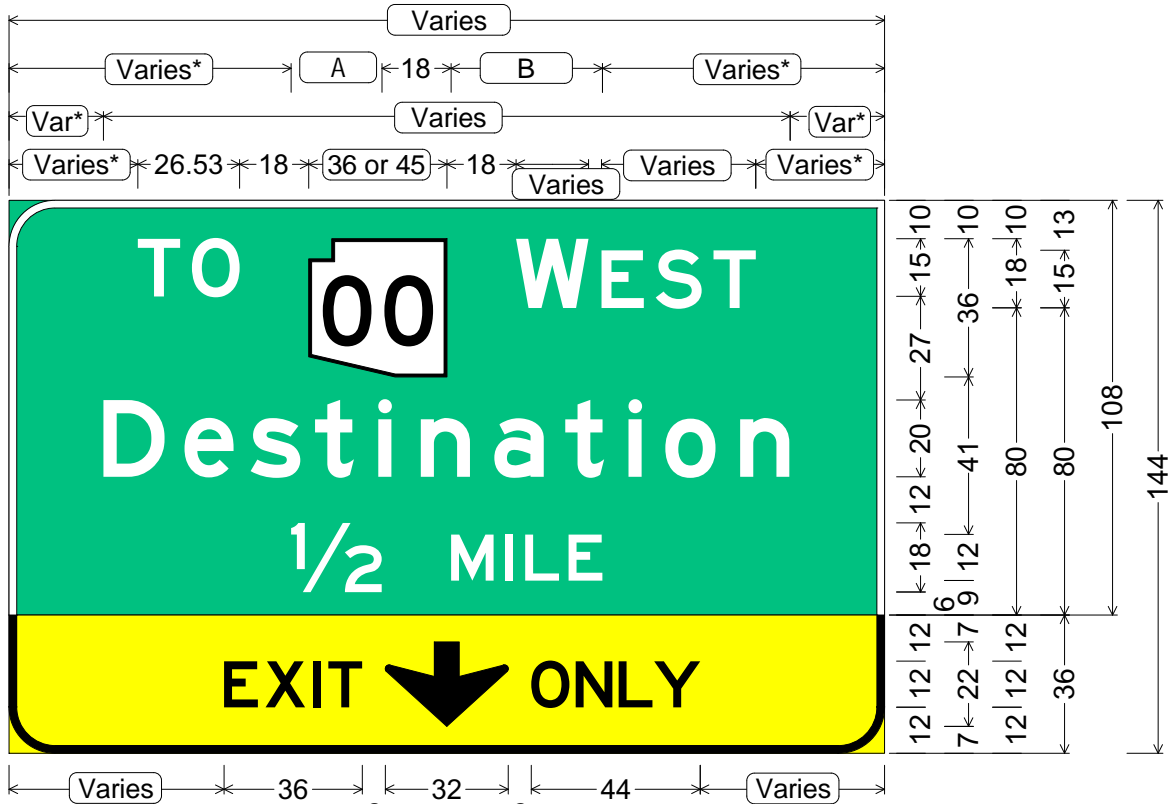 Varies
Varies* A 18 B Varies*
Var* Varies Var*
Varies* 26.53 18 36 or 45 18 Varies Varies Varies*
TO 00 WEST
Destination
1/2 MILE
EXIT ONLY
10 15 27 20 12 18
10 36 41 12 9 6
10 18 80
13 15 80
108
144
12 12 12
7 22 7
12 12 12
36
Varies 36 32 44 Varies